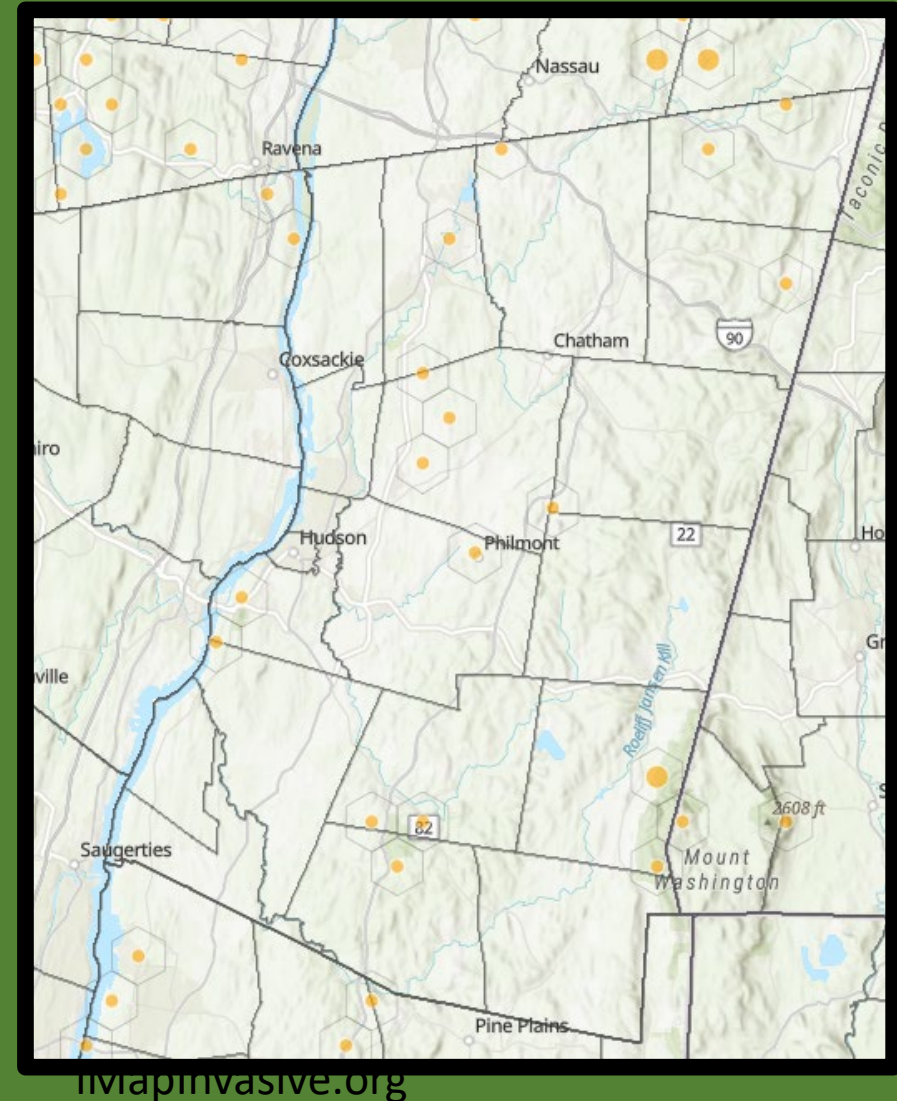 Nassau
Ravena
Taconic
90
Chatham
Coxsackie
iro
Hudson
Philmont
22
Ho
Gr
ville
Roeliff Jansen Kill
2608 ft
S
82
Saugerties
Mount
Washington
Pine Plains
iMapInvasive.org